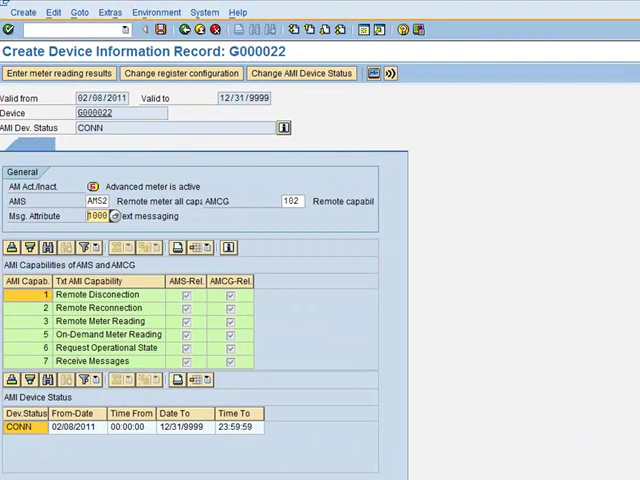 Create Edit Goto Extras Environment System Help
Create Device Information Record: G000022
Enter meter reading results Change register configuration Change AMI Device Status
Valid from 02/08/2011 Valid to 12/31/9999
Device G000022
AMI Dev. Status CONN
General
AM Act./Inact. Advanced meter is active
AMS AMS2 Remote meter all capa AMCG 102 Remote capabil
Msg. Attribute 1000 ext messaging
AMI Capabilities of AMS and AMCG
AMI Capab. Txt AMI Capability AMS-Rel. AMCG-Rel.
1 Remote Disconection
2 Remote Reconnection
3 Remote Meter Reading
5 On-Demand Meter Reading
6 Request Operational State
7 Receive Messages
AMI Device Status
Dev.Status From-Date Time From Date To Time To
CONN 02/08/2011 00:00:00 12/31/9999 23:59:59